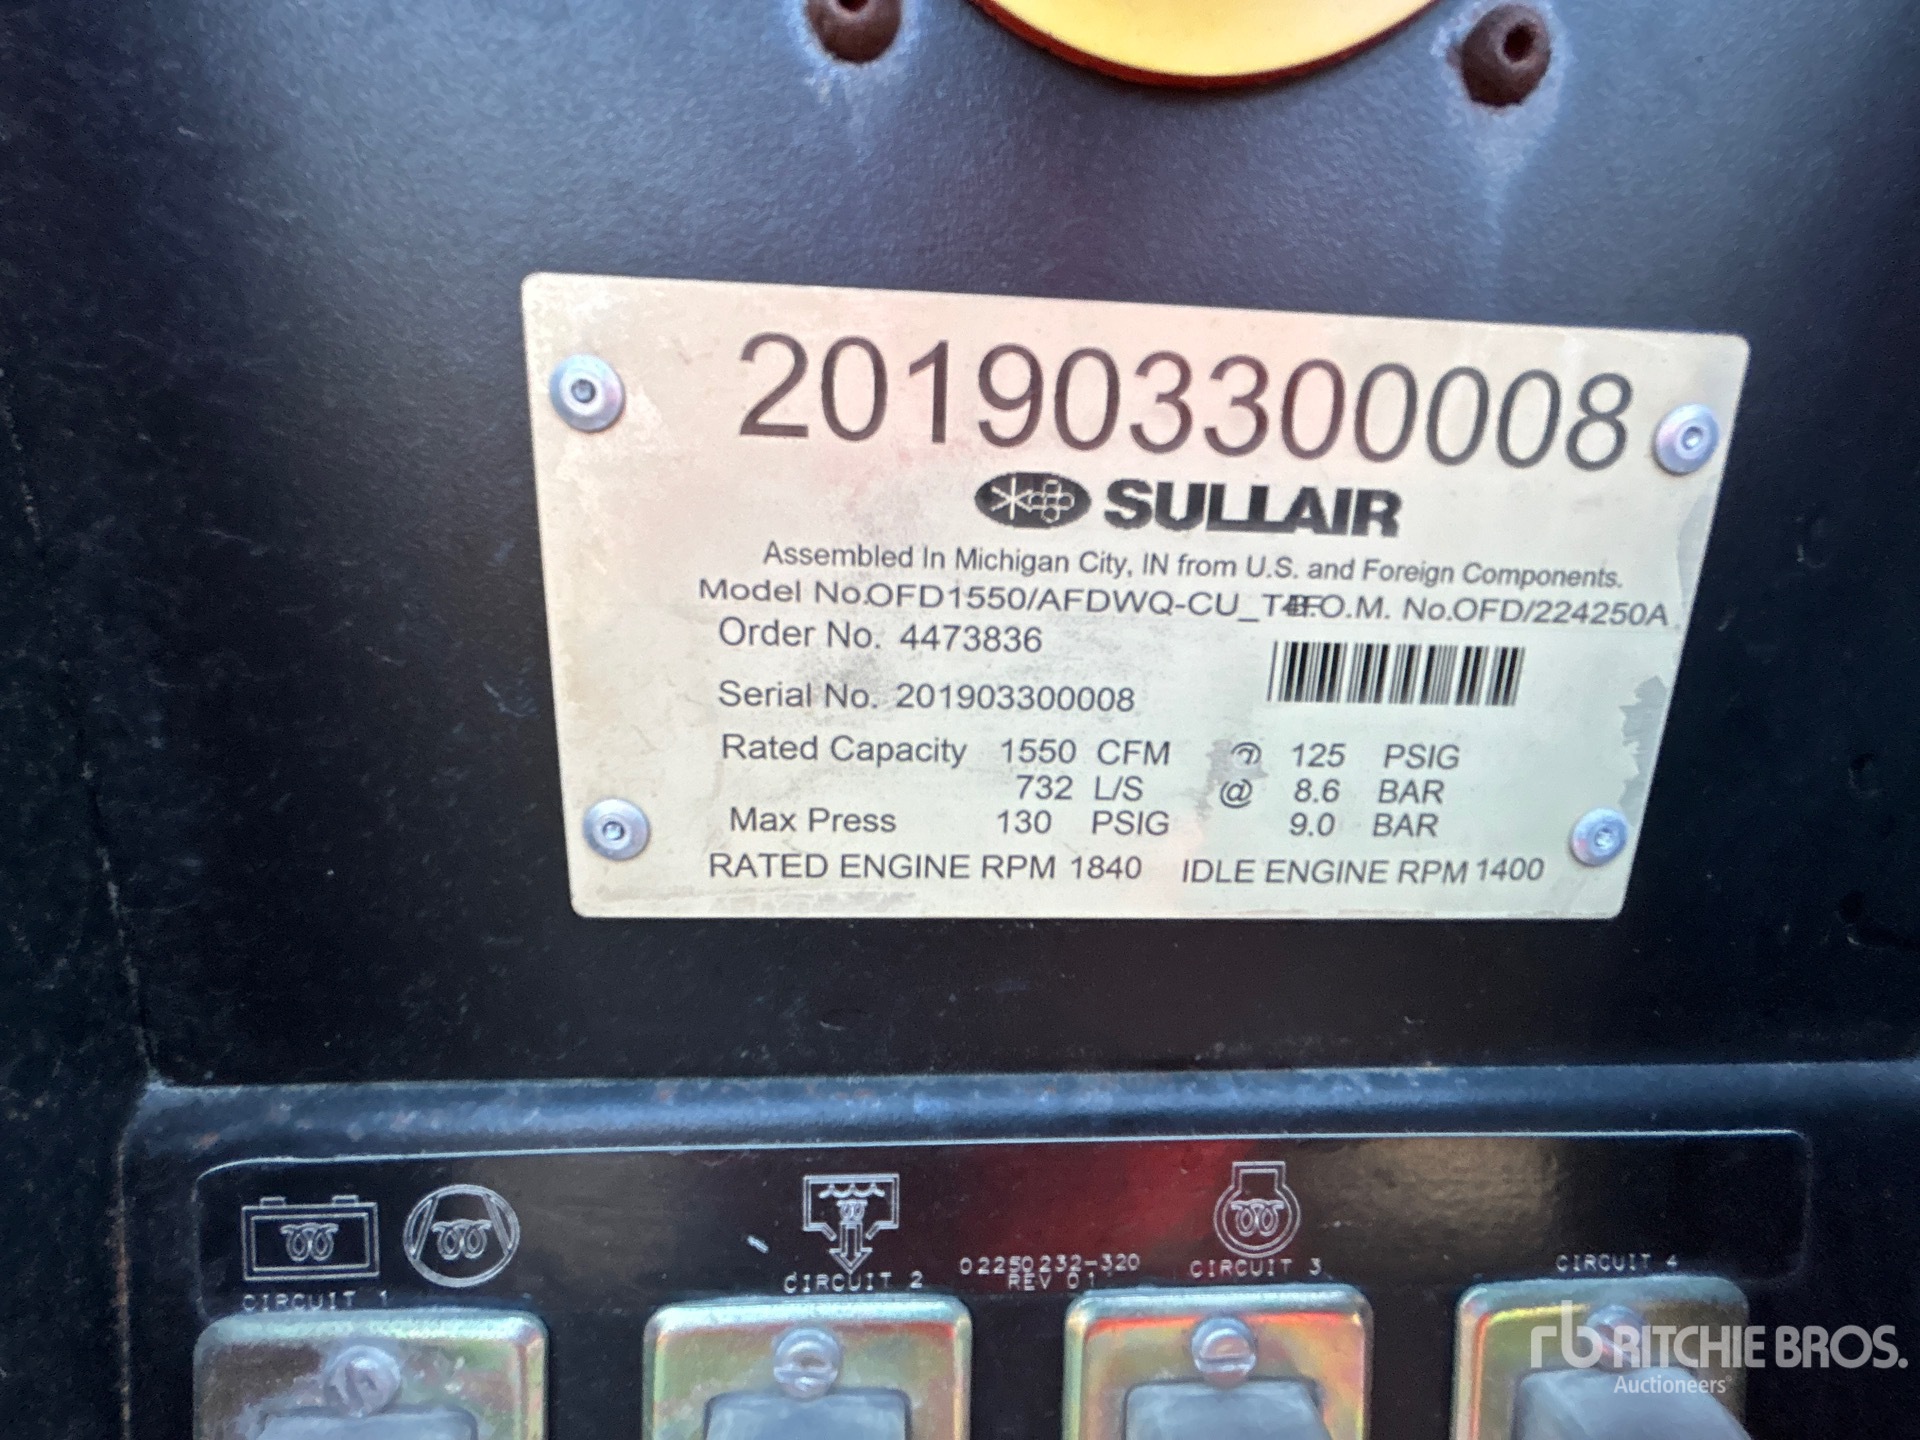 201903300008
SULLAIR
Assembled In Michigan City, IN from U.S. and Foreign Components.
Model No.OFD1550/AFDWQ-CU_T4F B.O.M. No.OFD/224250A
Order No. 4473836
Serial No. 201903300008
Rated Capacity 1550 CFM @ 125 PSIG
732 L/S @ 8.6 BAR
Max Press 130 PSIG 9.0 BAR
RATED ENGINE RPM 1840 IDLE ENGINE RPM 1400
CIRCUIT 1
CIRCUIT 2
02250232-320
REV 01
CIRCUIT 3
CIRCUIT 4
rb RITCHIE BROS.
Auctioneers